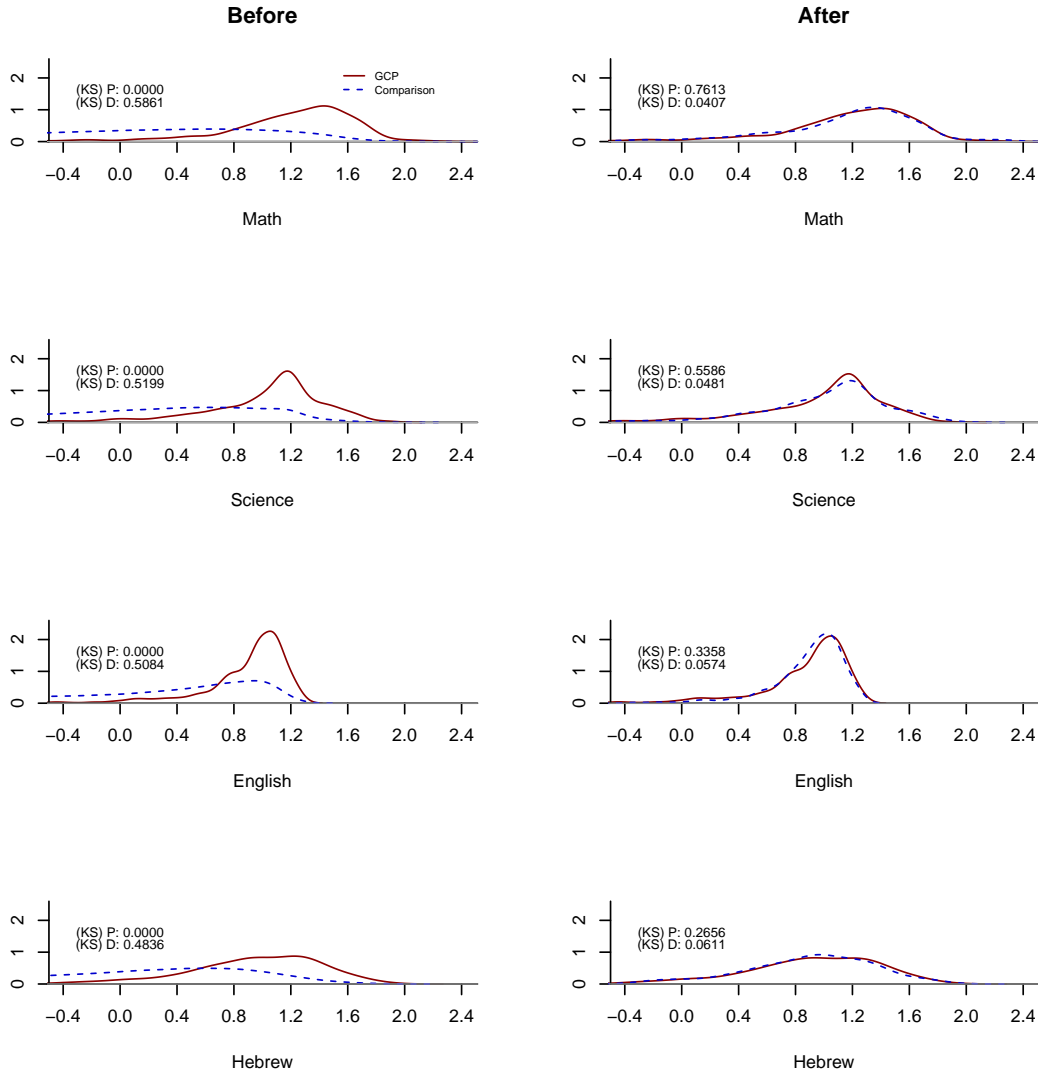 Before
After
(KS) P: 0.0000
(KS) D: 0.5861
GCP
Comparison
0 1 2
−0.4 0.0 0.4 0.8 1.2 1.6 2.0 2.4
Math
(KS) P: 0.7613
(KS) D: 0.0407
0 1 2
−0.4 0.0 0.4 0.8 1.2 1.6 2.0 2.4
Math
(KS) P: 0.0000
(KS) D: 0.5199
0 1 2
−0.4 0.0 0.4 0.8 1.2 1.6 2.0 2.4
Science
(KS) P: 0.5586
(KS) D: 0.0481
0 1 2
−0.4 0.0 0.4 0.8 1.2 1.6 2.0 2.4
Science
(KS) P: 0.0000
(KS) D: 0.5084
0 1 2
−0.4 0.0 0.4 0.8 1.2 1.6 2.0 2.4
English
(KS) P: 0.3358
(KS) D: 0.0574
0 1 2
−0.4 0.0 0.4 0.8 1.2 1.6 2.0 2.4
English
(KS) P: 0.0000
(KS) D: 0.4836
0 1 2
−0.4 0.0 0.4 0.8 1.2 1.6 2.0 2.4
Hebrew
(KS) P: 0.2656
(KS) D: 0.0611
0 1 2
−0.4 0.0 0.4 0.8 1.2 1.6 2.0 2.4
Hebrew